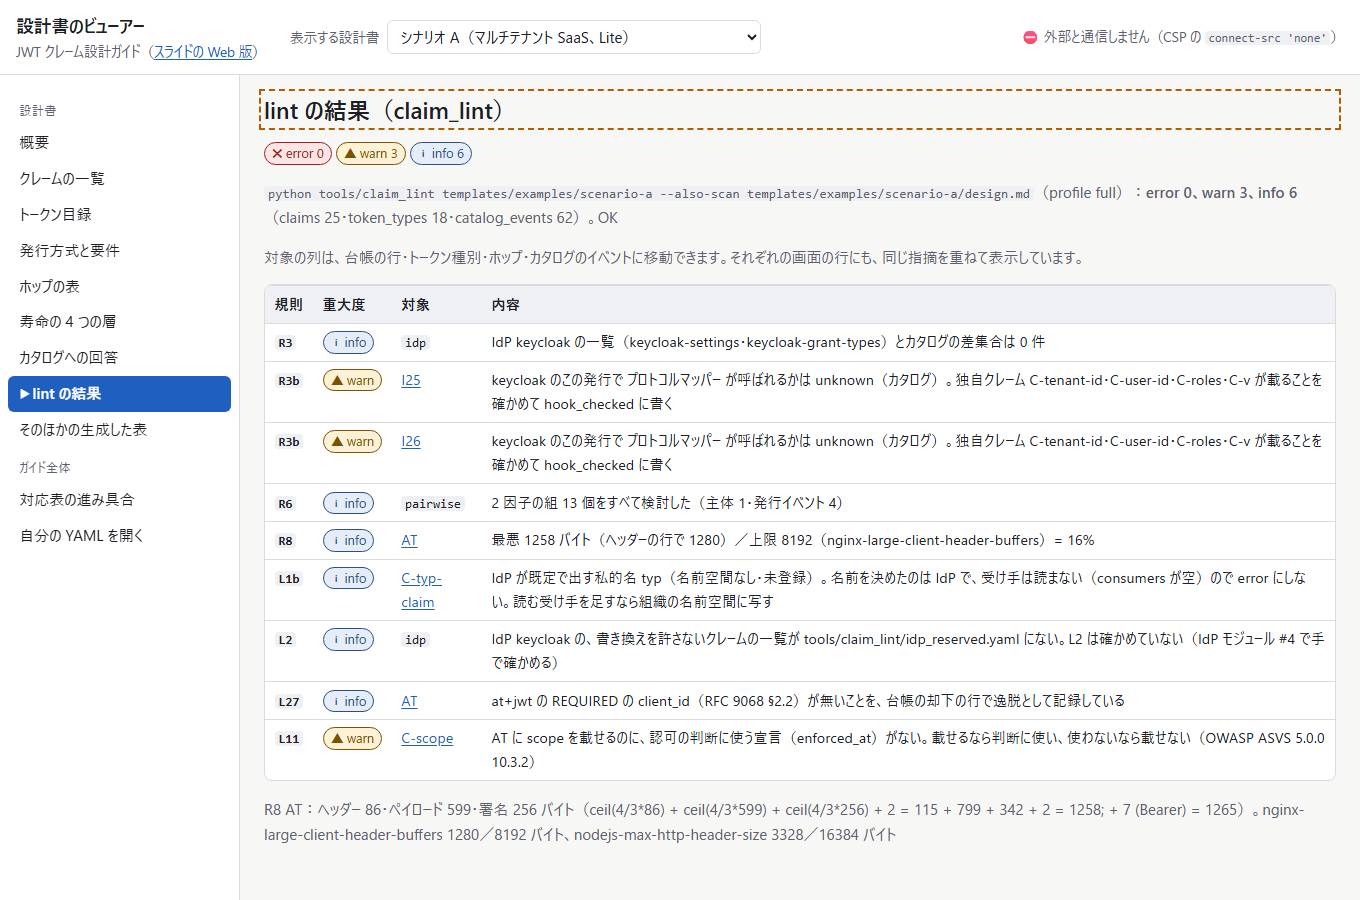 設計書のビューアー
JWT クレーム設計ガイド（スライドの Web 版）
表示する設計書
シナリオ A（マルチテナント SaaS、Lite）
外部と通信しません（CSP の connect-src 'none'）
設計書
概要
クレームの一覧
トークン目録
発行方式と要件
ホップの表
寿命の 4 つの層
カタログへの回答
▶ lint の結果
そのほかの生成した表
ガイド全体
対応表の進み具合
自分の YAML を開く
lint の結果（claim_lint）
✕ error 0 ▲ warn 3 i info 6
python tools/claim_lint templates/examples/scenario-a --also-scan templates/examples/scenario-a/design.md（profile full）：error 0、warn 3、info 6
（claims 25・token_types 18・catalog_events 62）。OK
対象の列は、台帳の行・トークン種別・ホップ・カタログのイベントに移動できます。それぞれの画面の行にも、同じ指摘を重ねて表示しています。
規則 重大度 対象 内容
R3 i info idp IdP keycloak の一覧（keycloak-settings・keycloak-grant-types）とカタログの差集合は 0 件
R3b ▲ warn I25 keycloak のこの発行で プロトコルマッパー が呼ばれるかは unknown（カタログ）。独自クレーム C-tenant-id・C-user-id・C-roles・C-v が載ることを
確かめて hook_checked に書く
R3b ▲ warn I26 keycloak のこの発行で プロトコルマッパー が呼ばれるかは unknown（カタログ）。独自クレーム C-tenant-id・C-user-id・C-roles・C-v が載ることを
確かめて hook_checked に書く
R6 i info pairwise 2 因子の組 13 個をすべて検討した（主体 1・発行イベント 4）
R8 i info AT 最悪 1258 バイト（ヘッダーの行で 1280）／上限 8192（nginx-large-client-header-buffers）= 16%
L1b i info C-typ- IdP が既定で出す私的名 typ（名前空間なし・未登録）。名前を決めたのは IdP で、受け手は読まない（consumers が空）ので error にしな
claim い。読む受け手を足すなら組織の名前空間に写す
L2 i info idp IdP keycloak の、書き換えを許さないクレームの一覧が tools/claim_lint/idp_reserved.yaml にない。L2 は確かめていない（IdP モジュール #4 で手
で確かめる）
L27 i info AT at+jwt の REQUIRED の client_id（RFC 9068 §2.2）が無いことを、台帳の却下の行で逸脱として記録している
L11 ▲ warn C-scope AT に scope を載せるのに、認可の判断に使う宣言（enforced_at）がない。載せるなら判断に使い、使わないなら載せない（OWASP ASVS 5.0.0
10.3.2）
R8 AT：ヘッダー 86・ペイロード 599・署名 256 バイト（ceil(4/3*86) + ceil(4/3*599) + ceil(4/3*256) + 2 = 115 + 799 + 342 + 2 = 1258; + 7 (Bearer) = 1265）。nginx-
large-client-header-buffers 1280／8192 バイト、nodejs-max-http-header-size 3328／16384 バイト